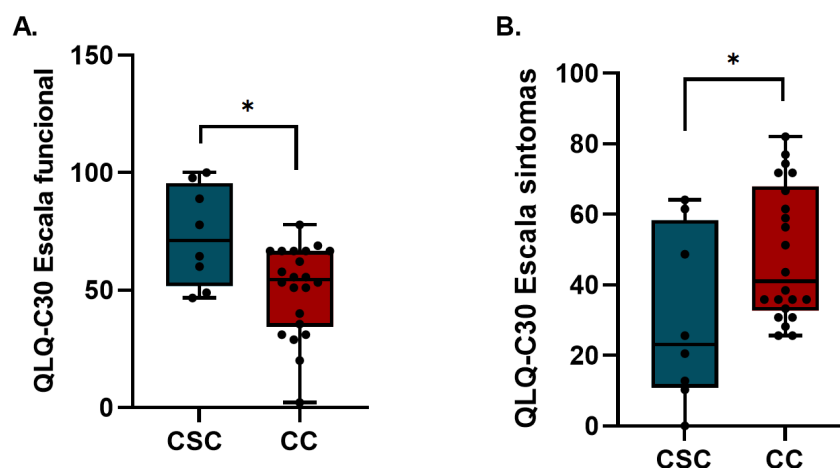 A.
QLQ-C30 Escala funcional
150
100
50
0
*
CSC
CC
B.
QLQ-C30 Escala sintomas
100
80
60
40
20
0
*
CSC
CC